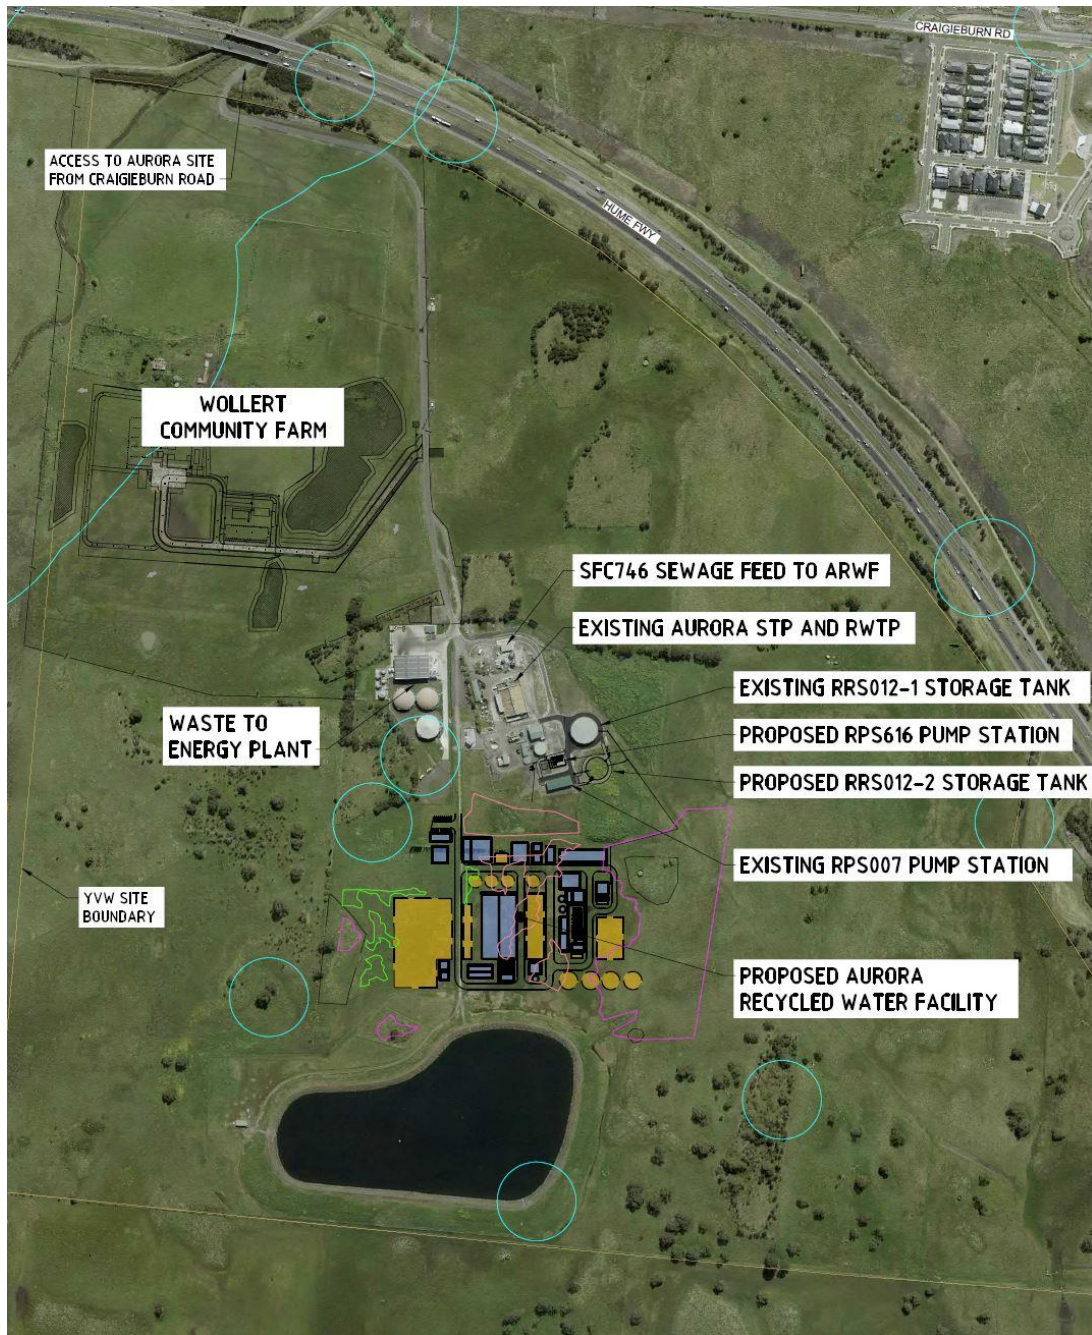 CRAIGIEBURN RD
ACCESS TO AURORA SITE
FROM CRAIGIEBURN ROAD
HUME FWY
WOLLERT
COMMUNITY FARM
SFC746 SEWAGE FEED TO ARWF
EXISTING AURORA STP AND RWTP
EXISTING RRS012-1 STORAGE TANK
WASTE TO
ENERGY PLANT
PROPOSED RPS616 PUMP STATION
PROPOSED RRS012-2 STORAGE TANK
EXISTING RPS007 PUMP STATION
YVW SITE
BOUNDARY
PROPOSED AURORA
RECYCLED WATER FACILITY